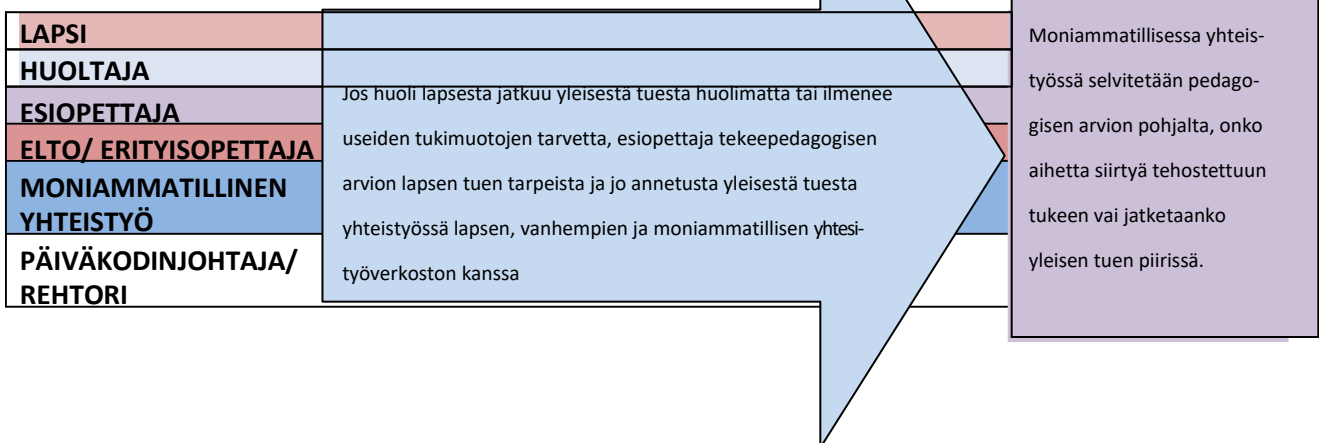 LAPSI
HUOLTAJA
ESIOPETTAJA
ELTO/ ERITYISOPETTAJA
MONIAMMATILLINEN
YHTEISTYÖ
PÄIVÄKODINJOHTAJA/
REHTORI
Jos huoli lapsesta jatkuu yleisestä tuesta huolimatta tai ilmenee
useiden tukimuotojen tarvetta, esiopettaja tekeepedagogisen
arvion lapsen tuen tarpeista ja jo annetusta yleisestä tuesta
yhteistyössä lapsen, vanhempien ja moniammatillisen yhtesi-
työverkoston kanssa
Moniammatillisessa yhteis-
työssä selvitetään pedago-
gisen arvion pohjalta, onko
aihetta siirtyä tehostettuun
tukeen vai jatketaanko
yleisen tuen piirissä.